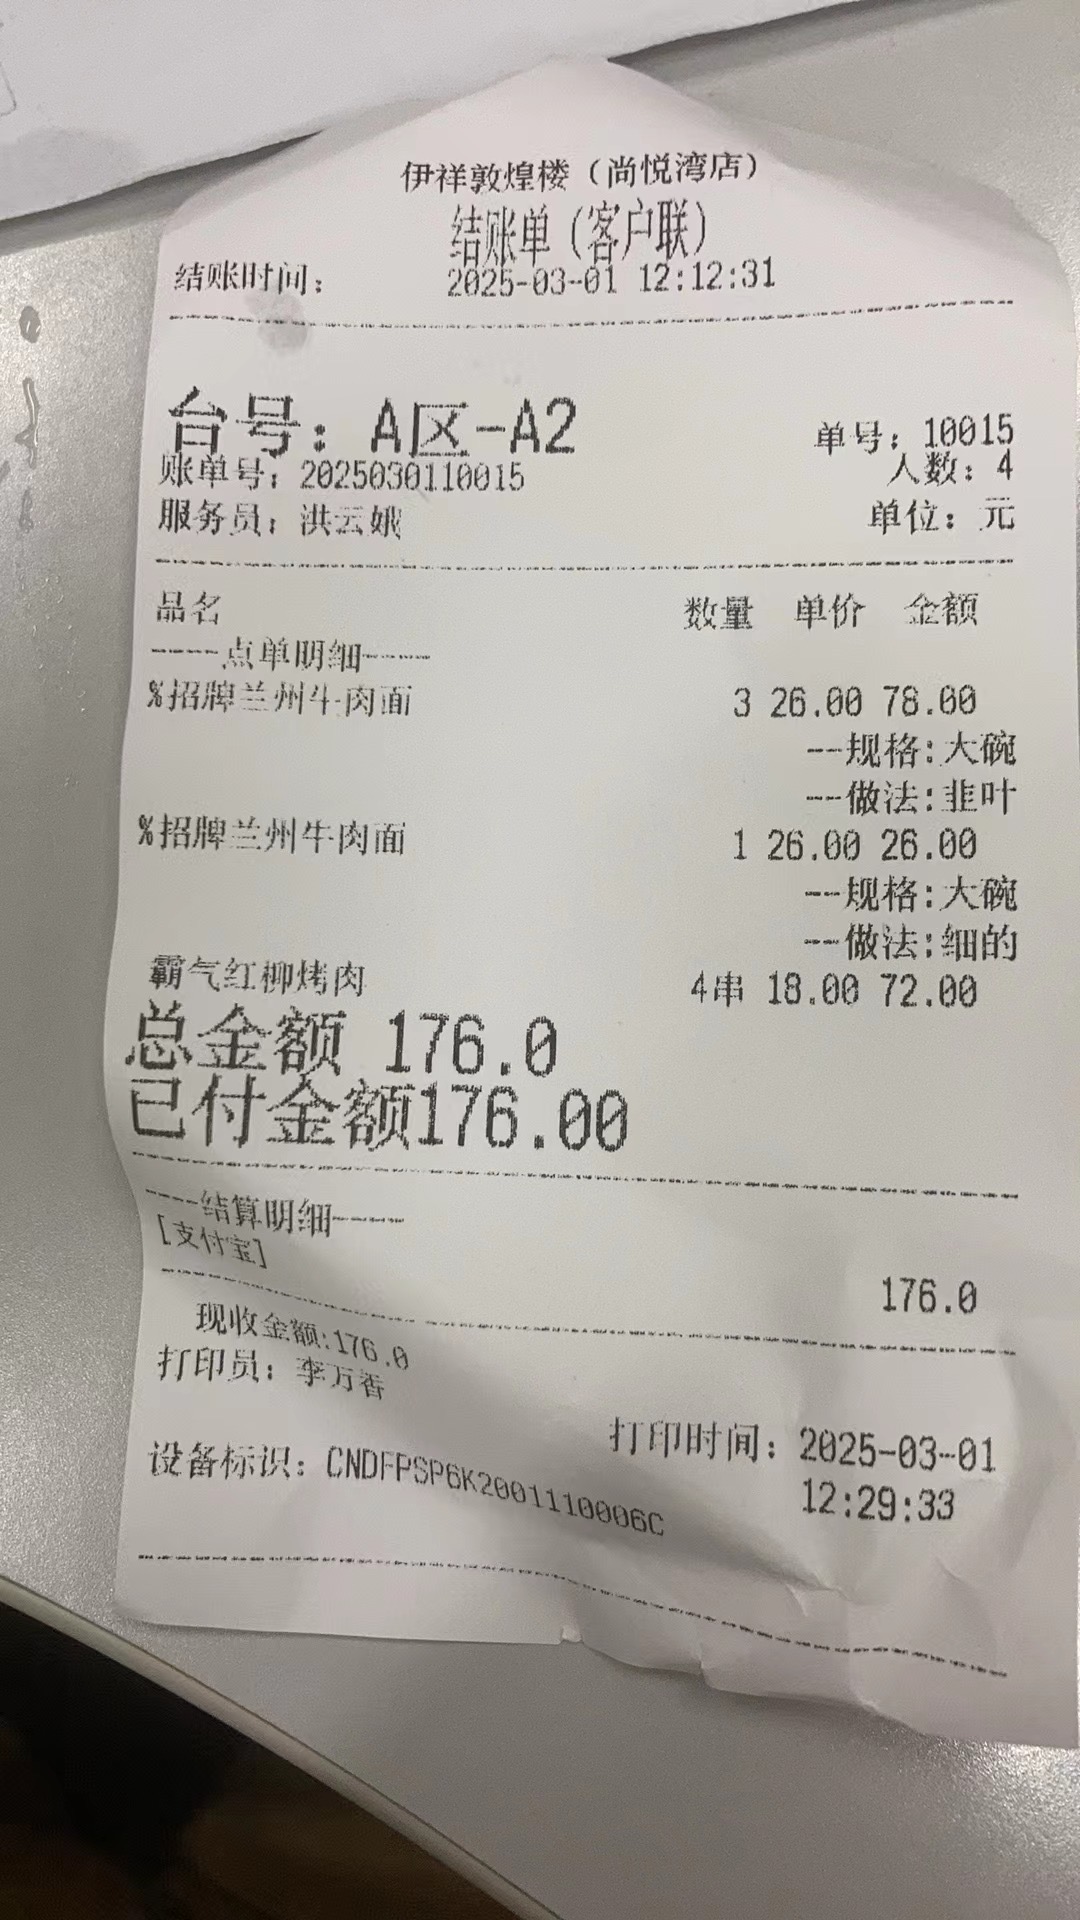 伊祥敦煌楼（尚悦湾店）
结账单（客户联）
结账时间： 2025-03-01 12:12:31
台号：A区-A2 单号：10015
账单号：2025030110015 人数：4
服务员：洪云娥 单位：元
品名 数量 单价 金额
----点单明细----
%招牌兰州牛肉面 3 26.00 78.00
--规格:大碗
--做法:韭叶
%招牌兰州牛肉面 1 26.00 26.00
--规格:大碗
--做法:细的
霸气红柳烤肉 4串 18.00 72.00
总金额 176.0
已付金额176.00
----结算明细----
[支付宝]
176.0
现收金额:176.0
打印员：李万香
打印时间：2025-03-01
12:29:33
设备标识：CNDFPSP6K2001110006C